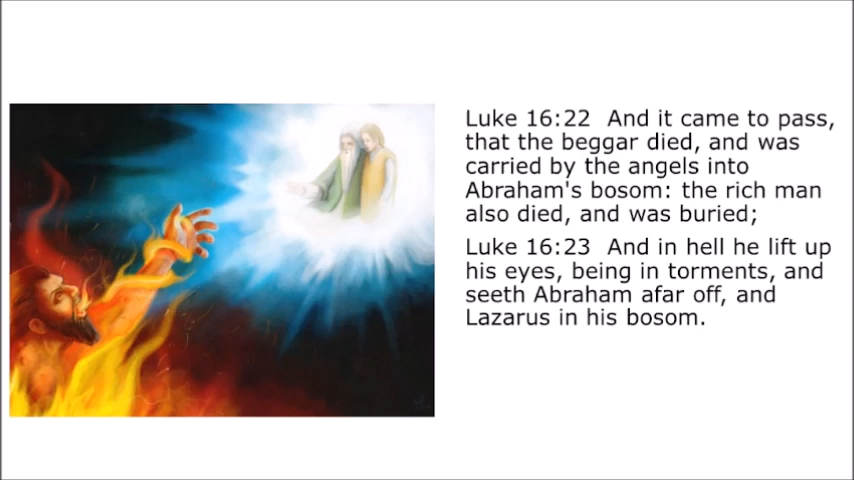 Luke 16:22  And it came to pass,
that the beggar died, and was
carried by the angels into
Abraham's bosom: the rich man
also died, and was buried;
Luke 16:23  And in hell he lift up
his eyes, being in torments, and
seeth Abraham afar off, and
Lazarus in his bosom.